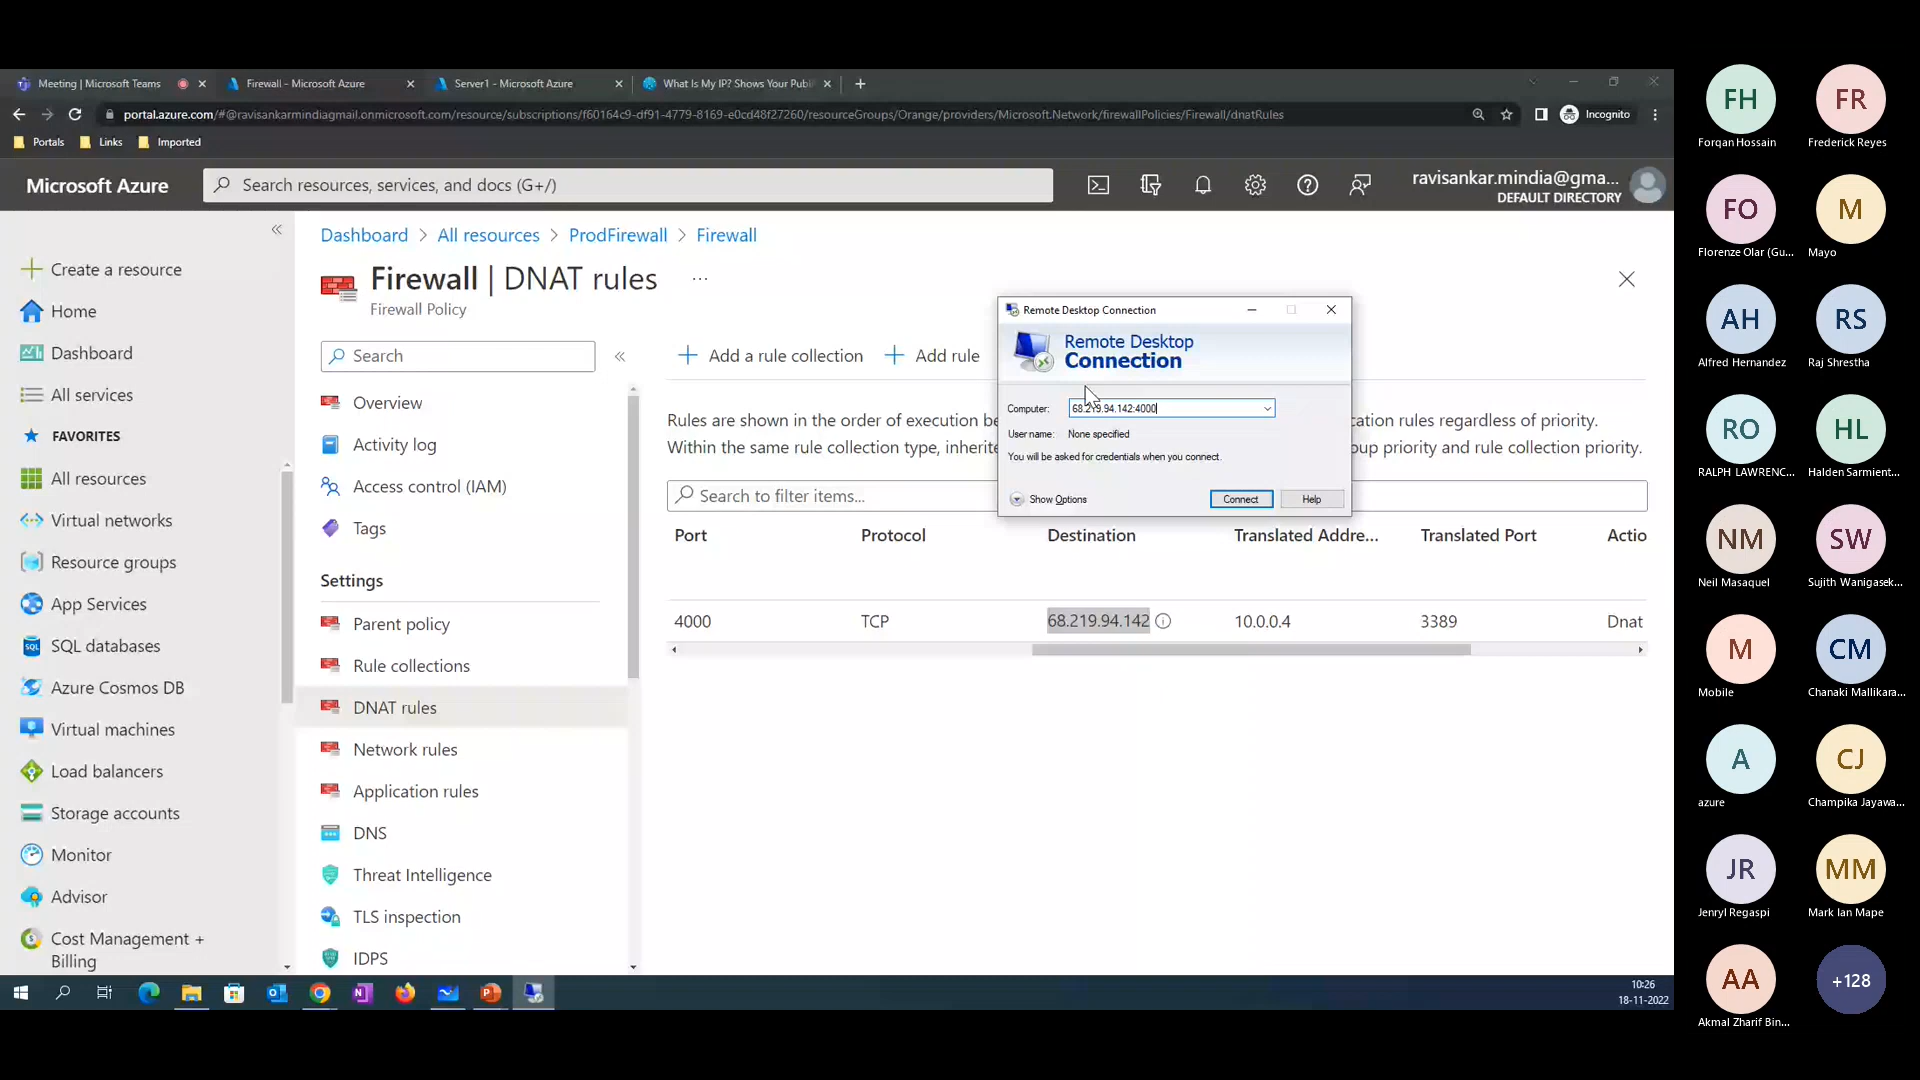 Meeting | Microsoft Teams
Firewall - Microsoft Azure
Server1 - Microsoft Azure
What Is My IP? Shows Your Publ
portal.azure.com/#@ravisankarmindiagmail.onmicrosoft.com/resource/subscriptions/f60164c9-df91-4779-8169-e0cd48f27260/resourceGroups/Orange/providers/Microsoft.Network/firewallPolicies/Firewall/dnatRules
Incognito
Portals
Links
Imported
Microsoft Azure
Search resources, services, and docs (G+/)
ravisankar.mindia@gma...
DEFAULT DIRECTORY
Create a resource
Home
Dashboard
All services
FAVORITES
All resources
Virtual networks
Resource groups
App Services
SQL databases
Azure Cosmos DB
Virtual machines
Load balancers
Storage accounts
Monitor
Advisor
Cost Management +
Billing
Dashboard > All resources > ProdFirewall > Firewall
Firewall | DNAT rules ...
Firewall Policy
Search
Overview
Activity log
Access control (IAM)
Tags
Settings
Parent policy
Rule collections
DNAT rules
Network rules
Application rules
DNS
Threat Intelligence
TLS inspection
IDPS
Add a rule collection
Add rule
Rules are shown in the order of execution be
cation rules regardless of priority.
Within the same rule collection type, inherite
oup priority and rule collection priority.
Search to filter items...
Port Protocol Destination Translated Addre... Translated Port Actio
4000 TCP 68.219.94.142 10.0.0.4 3389 Dnat
Remote Desktop Connection
Remote Desktop
Connection
Computer: 68.219.94.142:4000
User name: None specified
You will be asked for credentials when you connect.
Show Options
Connect
Help
10:26
18-11-2022
FH
Forqan Hossain
FR
Frederick Reyes
FO
Florenze Olar (Gu...
M
Mayo
AH
Alfred Hernandez
RS
Raj Shrestha
RO
RALPH LAWRENC...
HL
Halden Sarmient...
NM
Neil Masaquel
SW
Sujith Wanigasek...
M
Mobile
CM
Chanaki Mallikara...
A
azure
CJ
Champika Jayawa...
JR
Jenryl Regaspi
MM
Mark Ian Mape
AA
Akmal Zharif Bin...
+128